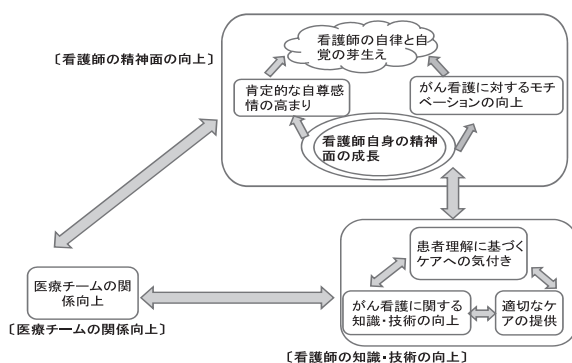 〔看護師の精神面の向上〕
看護師の自律と自
覚の芽生え
肯定的な自尊感
情の高まり
がん看護に対するモチ
ベーションの向上
看護師自身の精神
面の成長
患者理解に基づく
ケアへの気付き
医療チームの関
係向上
がん看護に関する
知識・技術の向上
適切なケ
アの提供
〔医療チームの関係向上〕
〔看護師の知識・技術の向上〕